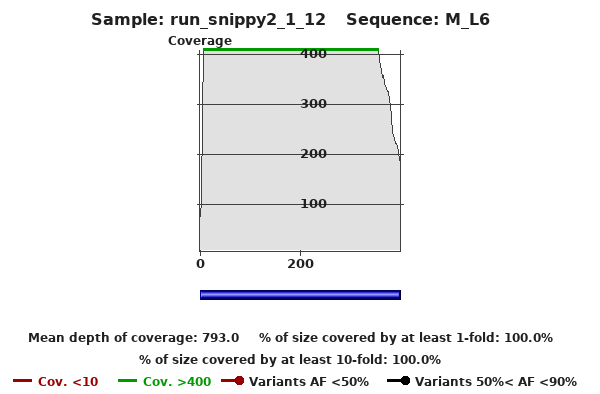 Sample: run_snippy2_1_12 Sequence: M_L6
Coverage
400
300
200
100
0 200
Mean depth of coverage: 793.0 % of size covered by at least 1-fold: 100.0%
% of size covered by at least 10-fold: 100.0%
Cov. <10 Cov. >400 Variants AF <50% Variants 50%< AF <90%